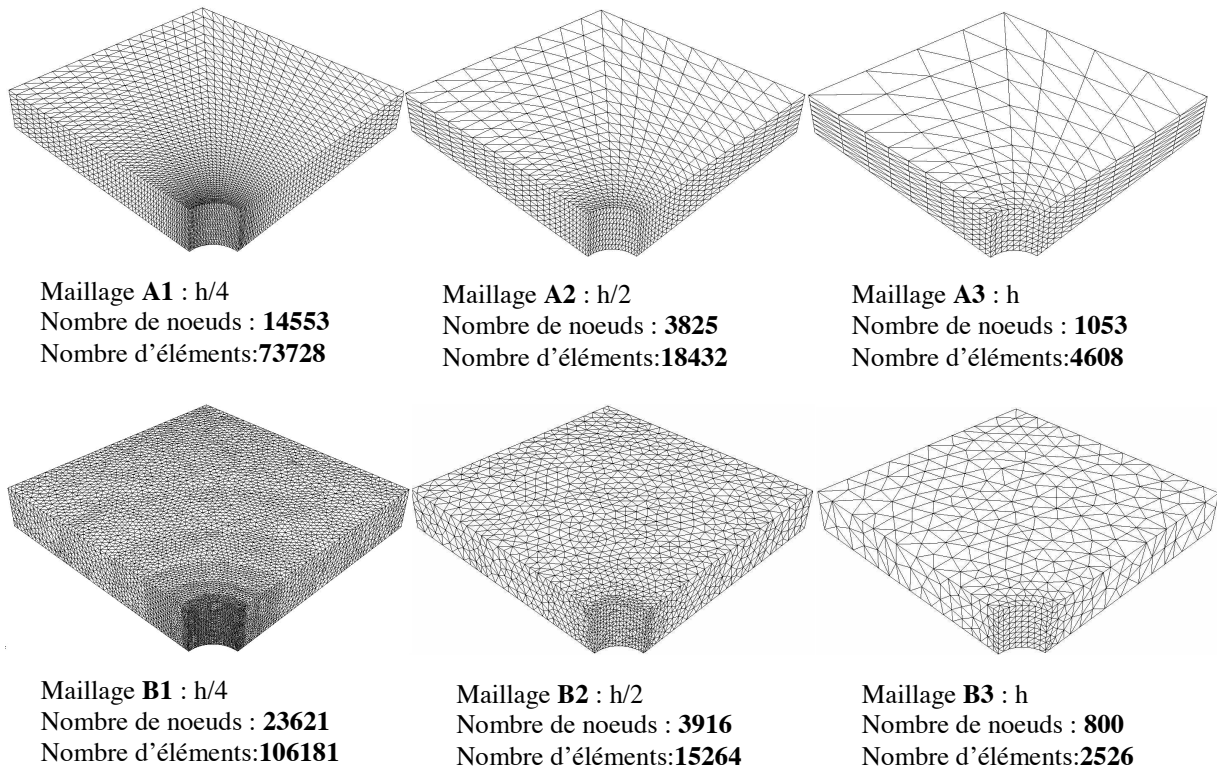 Maillage A1 : h/4
Nombre de noeuds : 14553
Nombre d'éléments:73728
Maillage A2 : h/2
Nombre de noeuds : 3825
Nombre d'éléments:18432
Maillage A3 : h
Nombre de noeuds : 1053
Nombre d'éléments:4608
Maillage B1 : h/4
Nombre de noeuds : 23621
Nombre d'éléments:106181
Maillage B2 : h/2
Nombre de noeuds : 3916
Nombre d'éléments:15264
Maillage B3 : h
Nombre de noeuds : 800
Nombre d'éléments:2526